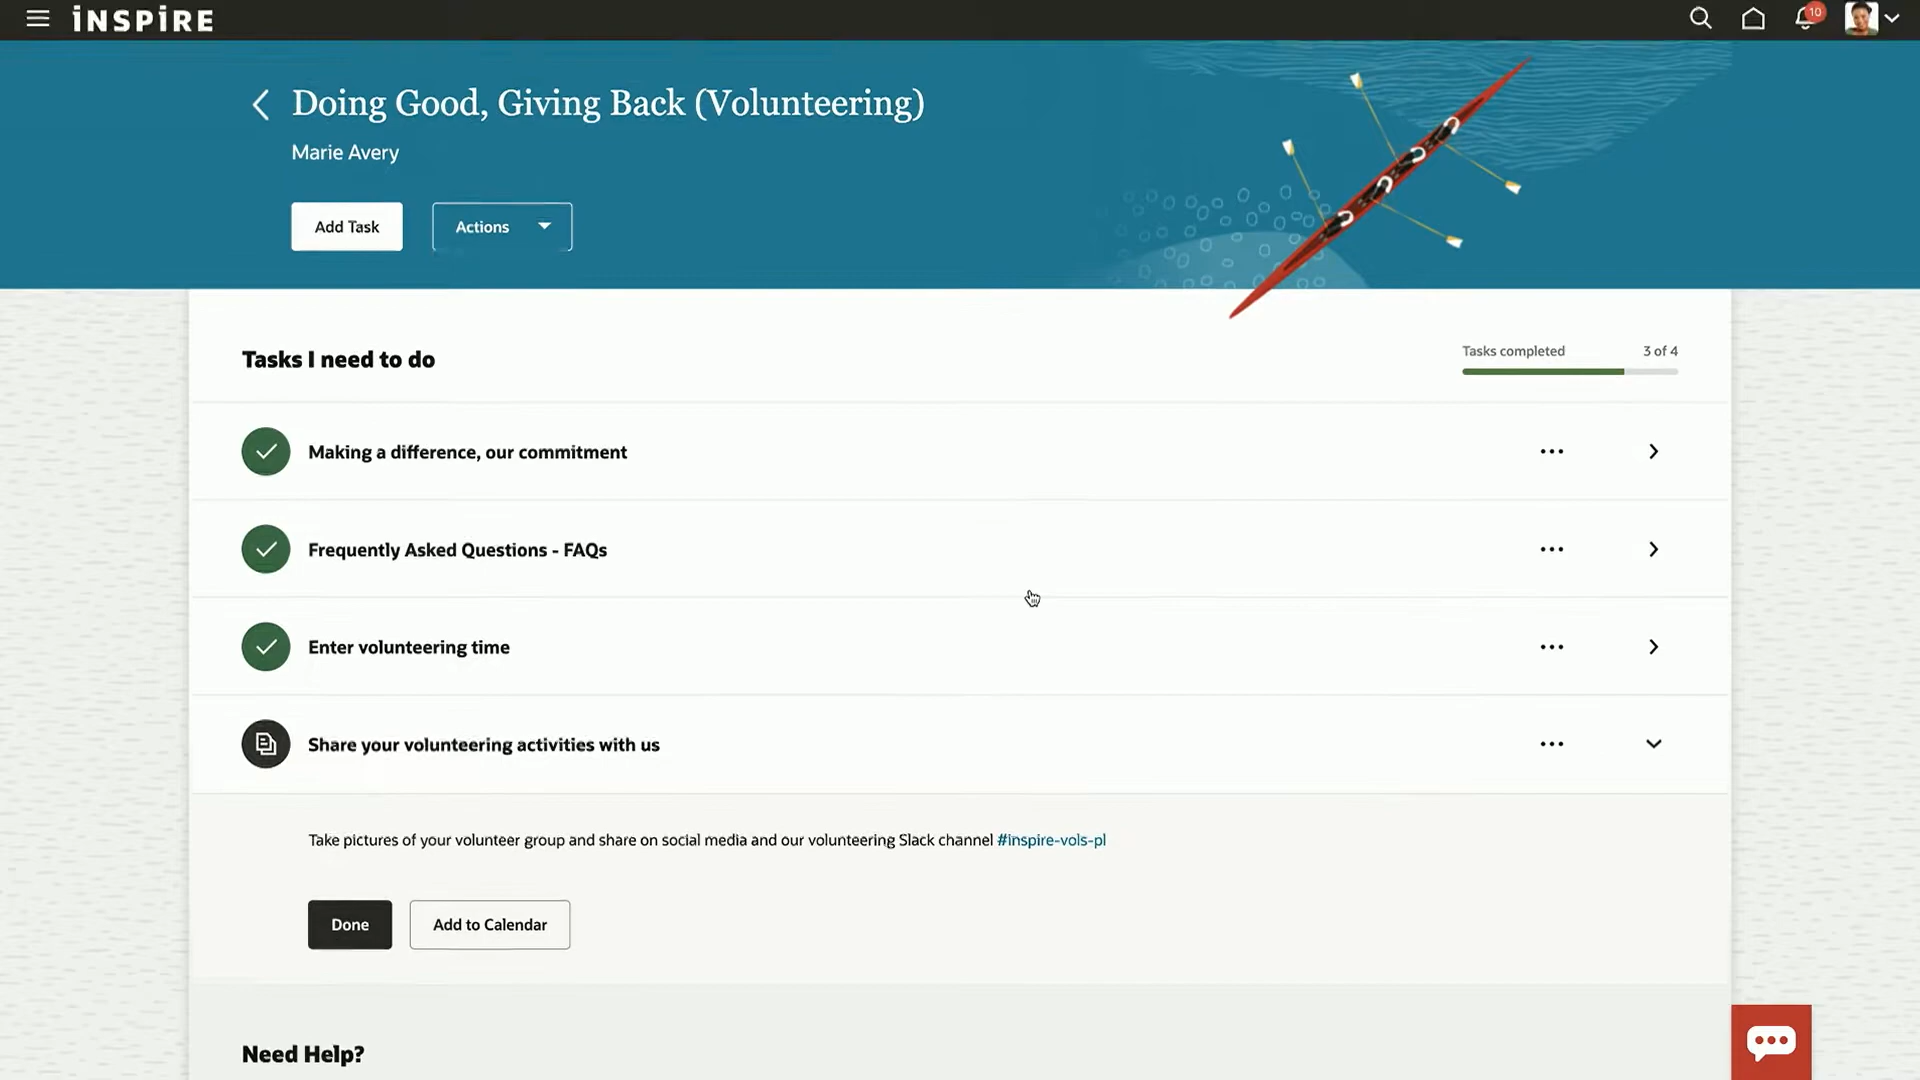 iNSPiRE
10
Doing Good, Giving Back (Volunteering)
Marie Avery
Add Task
Actions
Tasks I need to do
Tasks completed
3 of 4
Making a difference, our commitment
Frequently Asked Questions - FAQs
Enter volunteering time
Share your volunteering activities with us
Take pictures of your volunteer group and share on social media and our volunteering Slack channel #inspire-vols-pl
Done
Add to Calendar
Need Help?